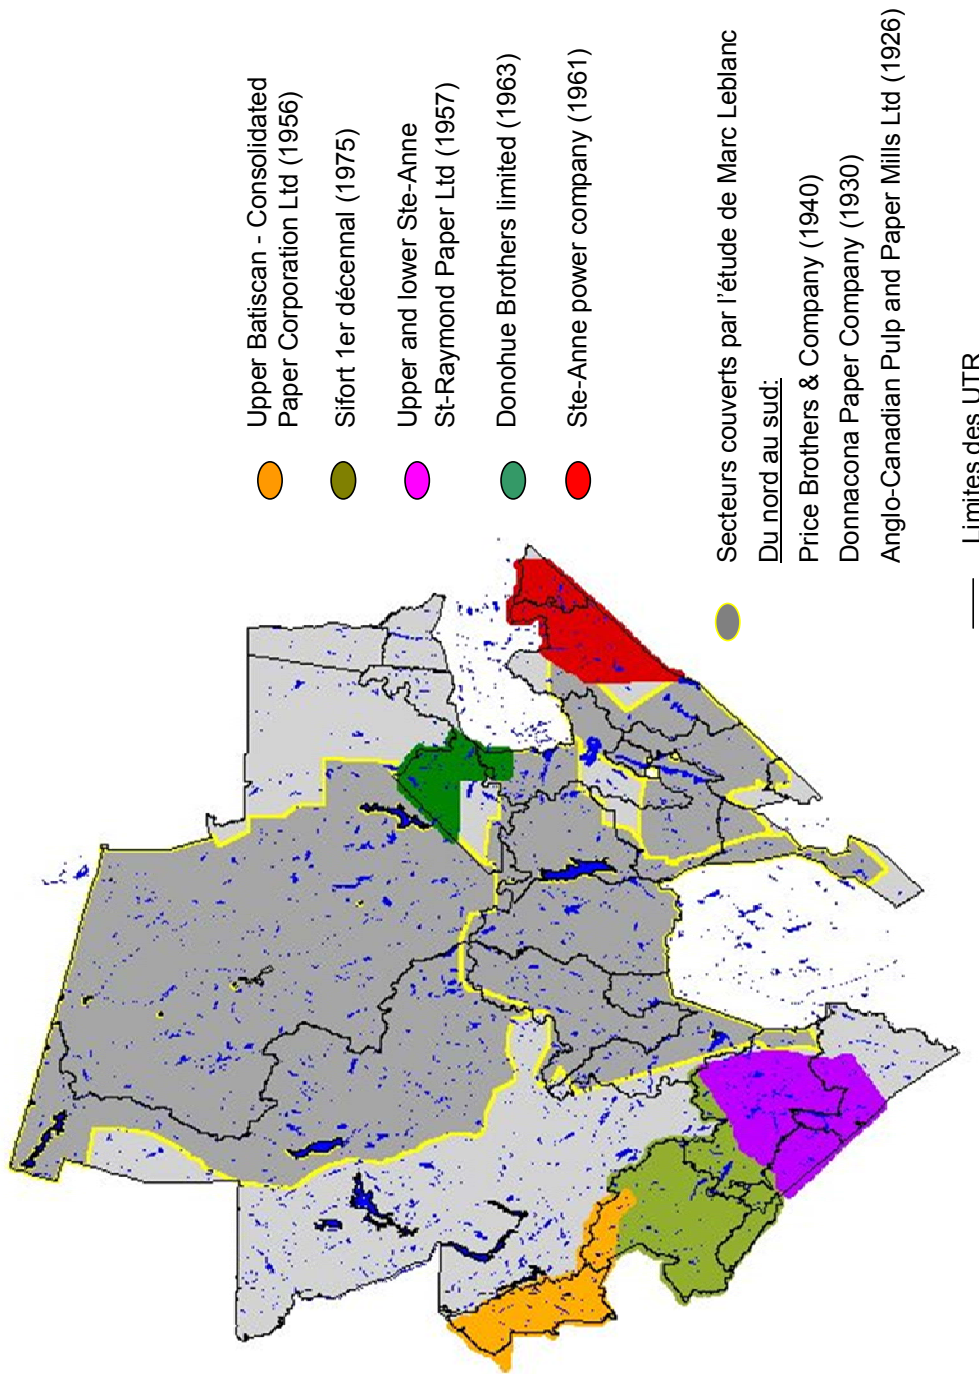 Upper Batiscan - Consolidated
Paper Corporation Ltd (1956)
Sifort 1er décennal (1975)
Upper and lower Ste-Anne
St-Raymond Paper Ltd (1957)
Donohue Brothers limited (1963)
Ste-Anne power company (1961)
Secteurs couverts par l'étude de Marc Leblanc
Du nord au sud:
Price Brothers & Company (1940)
Donnacona Paper Company (1930)
Anglo-Canadian Pulp and Paper Mills Ltd (1926)
Limites des UTR